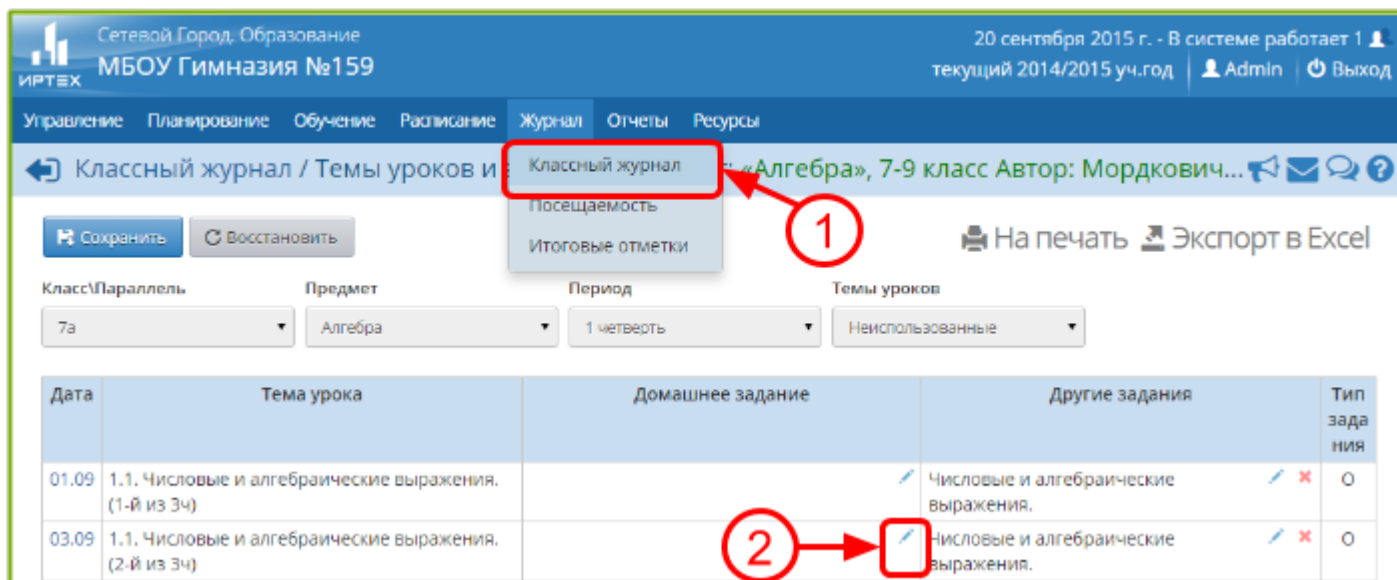 Сетевой Город. Образование
МБОУ Гимназия №159
ИРТЕХ
20 сентября 2015 г. - В системе работает 1
текущий 2014/2015 уч.год Admin Выход
Управление Планирование Обучение Расписание Журнал Отчеты Ресурсы
Классный журнал / Темы уроков и «Алгебра», 7-9 класс Автор: Мордкович...
Классный журнал
Посещаемость
Итоговые отметки
1
Сохранить Восстановить
На печать Экспорт в Excel
Класс\Параллель Предмет Период Темы уроков
7а Алгебра 1 четверть Неиспользованные
Дата Тема урока Домашнее задание Другие задания Тип
зада
ния
01.09 1.1. Числовые и алгебраические выражения. Числовые и алгебраические О
(1-й из 3ч) выражения.
03.09 1.1. Числовые и алгебраические выражения. Числовые и алгебраические О
(2-й из 3ч) выражения.
2